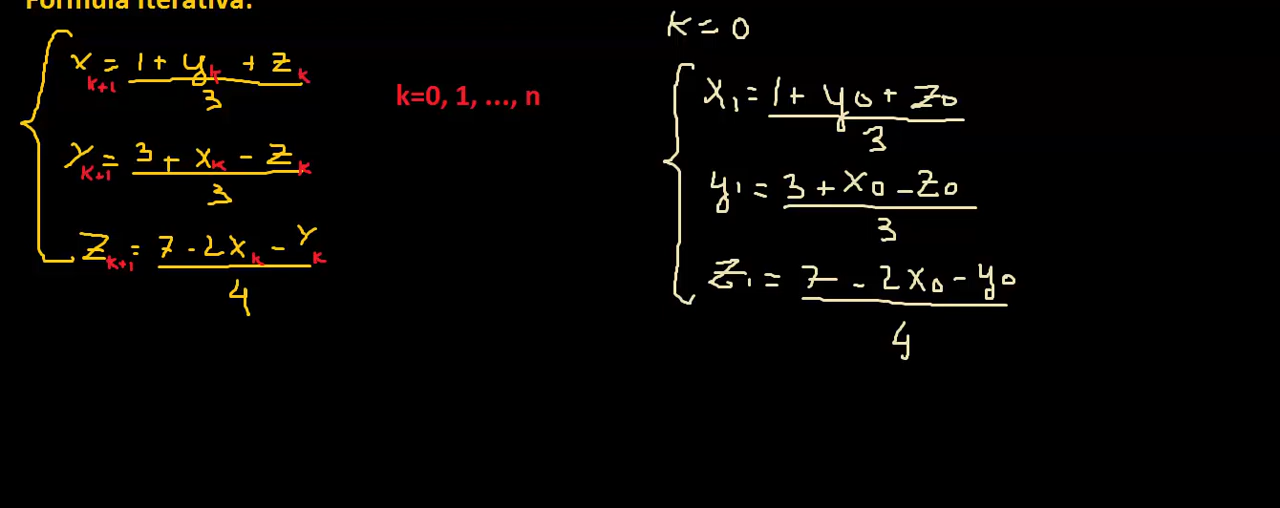 Fórmula Iterativa:
x_{k+1} = (1 + y_k + z_k) / 3
y_{k+1} = (3 + x_k - z_k) / 3
z_{k+1} = (7 - 2x_k - y_k) / 4
k=0, 1, ..., n
k = 0
x_1 = (1 + y_0 + z_0) / 3
y_1 = (3 + x_0 - z_0) / 3
z_1 = (7 - 2x_0 - y_0) / 4